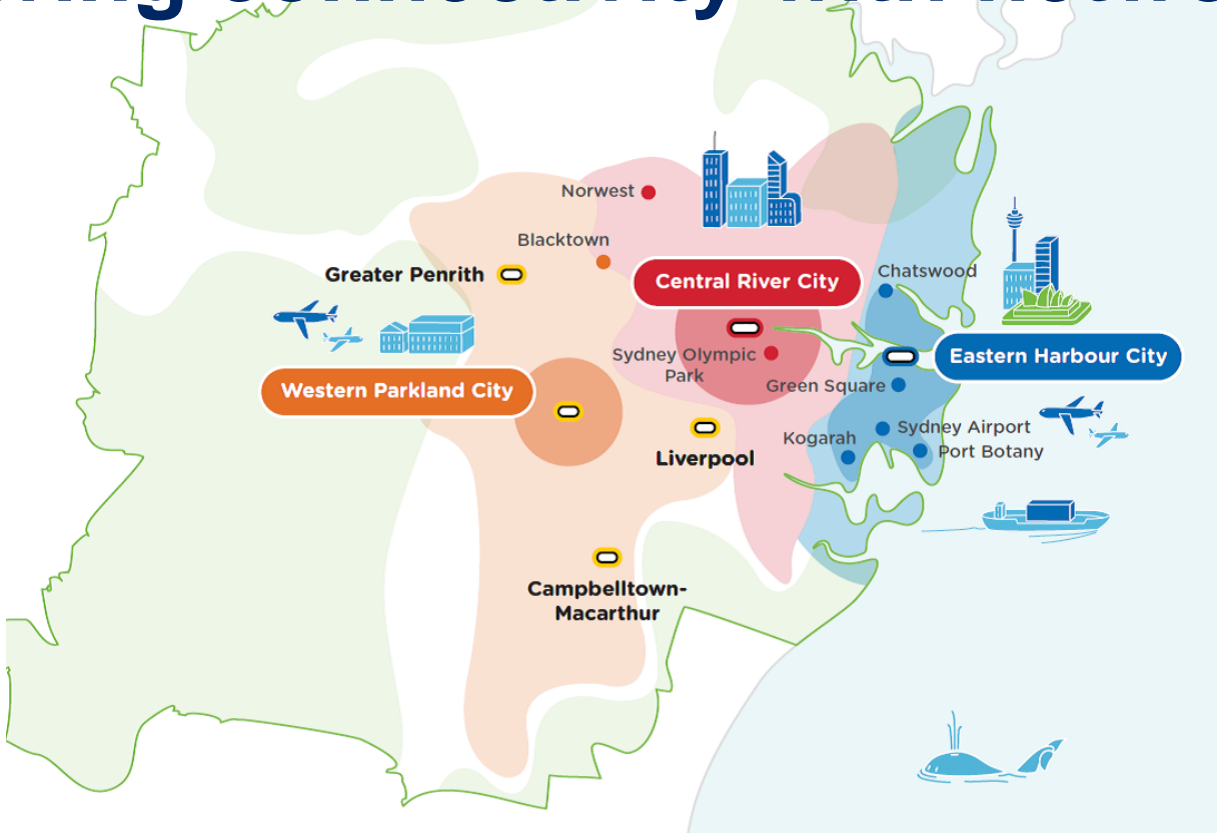 connectivity
Norwest
Blacktown
Greater Penrith
Central River City
Chatswood
Sydney Olympic
Park
Eastern Harbour City
Green Square
Western Parkland City
Sydney Airport
Kogarah
Port Botany
Liverpool
Campbelltown-
Macarthur